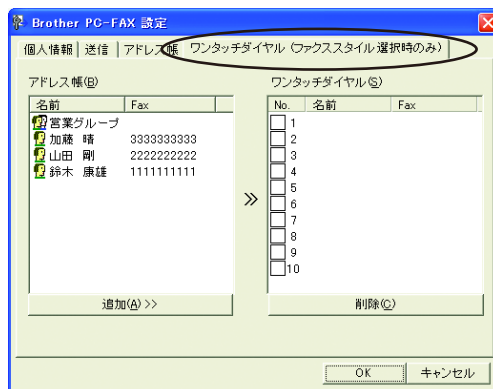 Brother PC-FAX 設定
個人情報 送信 アドレス帳 ワンタッチダイヤル (ファクススタイル選択時のみ)
アドレス帳(B)
名前 Fax
営業グループ
加藤 晴 3333333333
山田 剛 2222222222
鈴木 康雄 1111111111
追加(A) >>
>>
ワンタッチダイヤル(S)
No. 名前 Fax
1
2
3
4
5
6
7
8
9
10
削除(C)
OK キャンセル